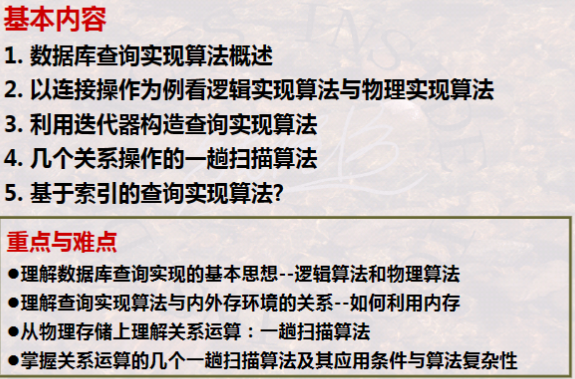 基本内容
1. 数据库查询实现算法概述
2. 以连接操作为例看逻辑实现算法与物理实现算法
3. 利用迭代器构造查询实现算法
4. 几个关系操作的一趟扫描算法
5. 基于索引的查询实现算法?
重点与难点
●理解数据库查询实现的基本思想--逻辑算法和物理算法
●理解查询实现算法与内外存环境的关系--如何利用内存
●从物理存储上理解关系运算：一趟扫描算法
●掌握关系运算的几个一趟扫描算法及其应用条件与算法复杂性